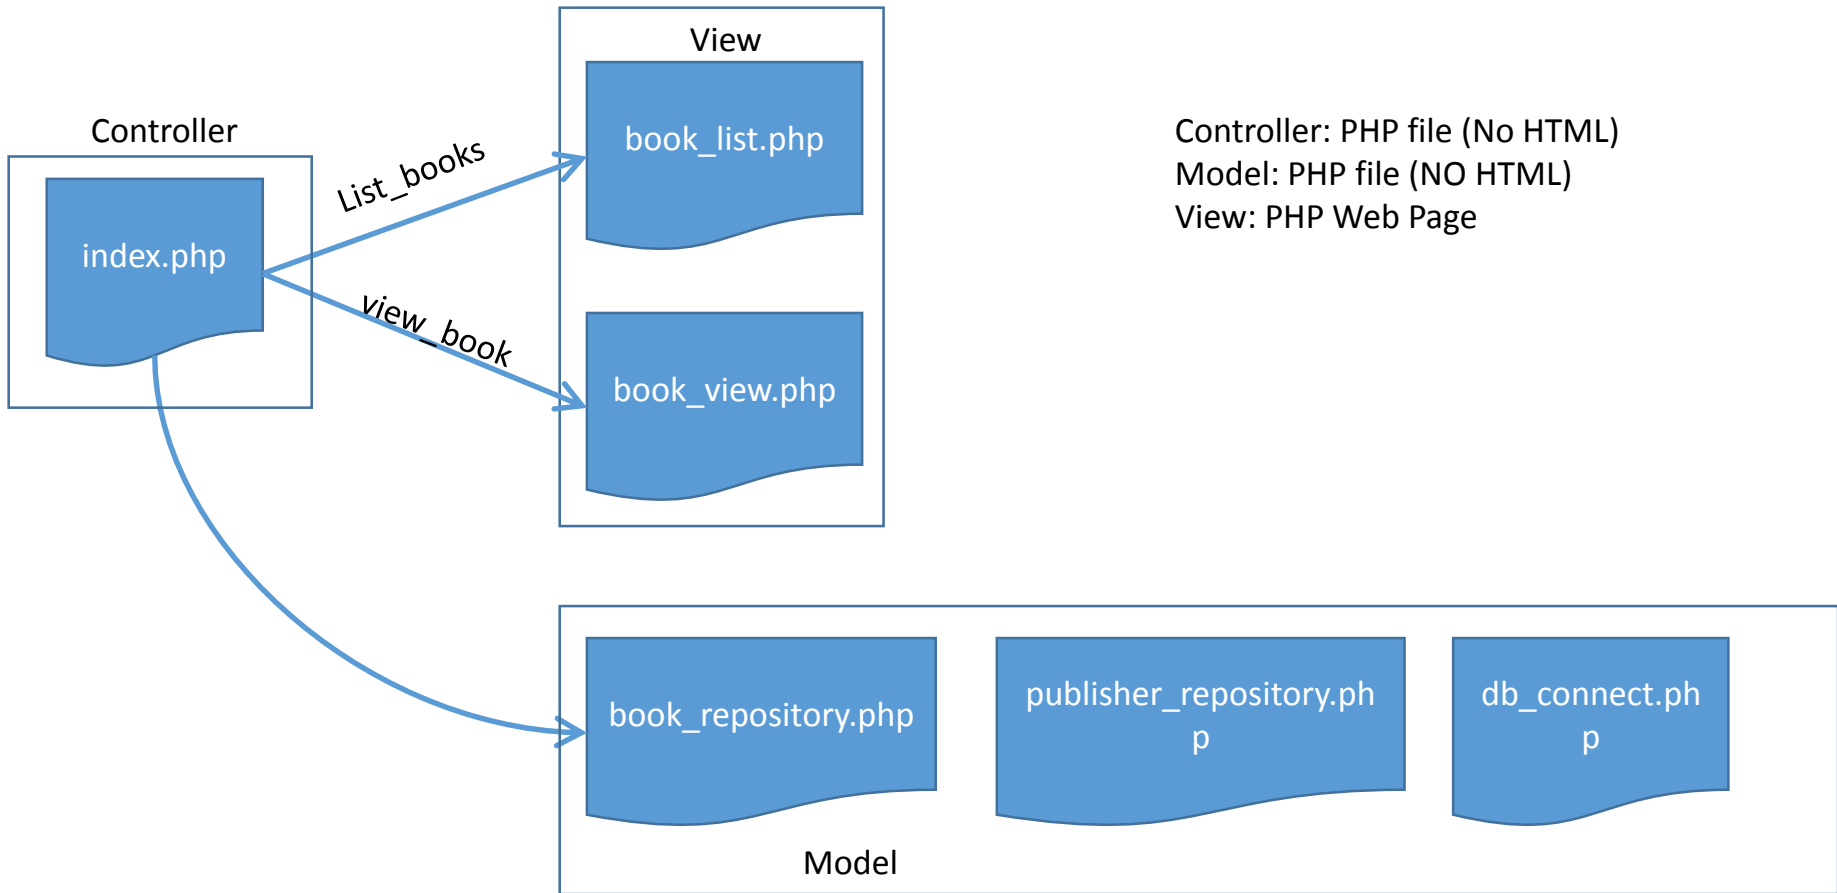 View
Controller
book_list.php
Controller: PHP file (No HTML)
Model: PHP file (NO HTML)
View: PHP Web Page
List_books
index.php
view_book
book_view.php
book_repository.php
publisher_repository.ph
p
db_connect.ph
p
Model